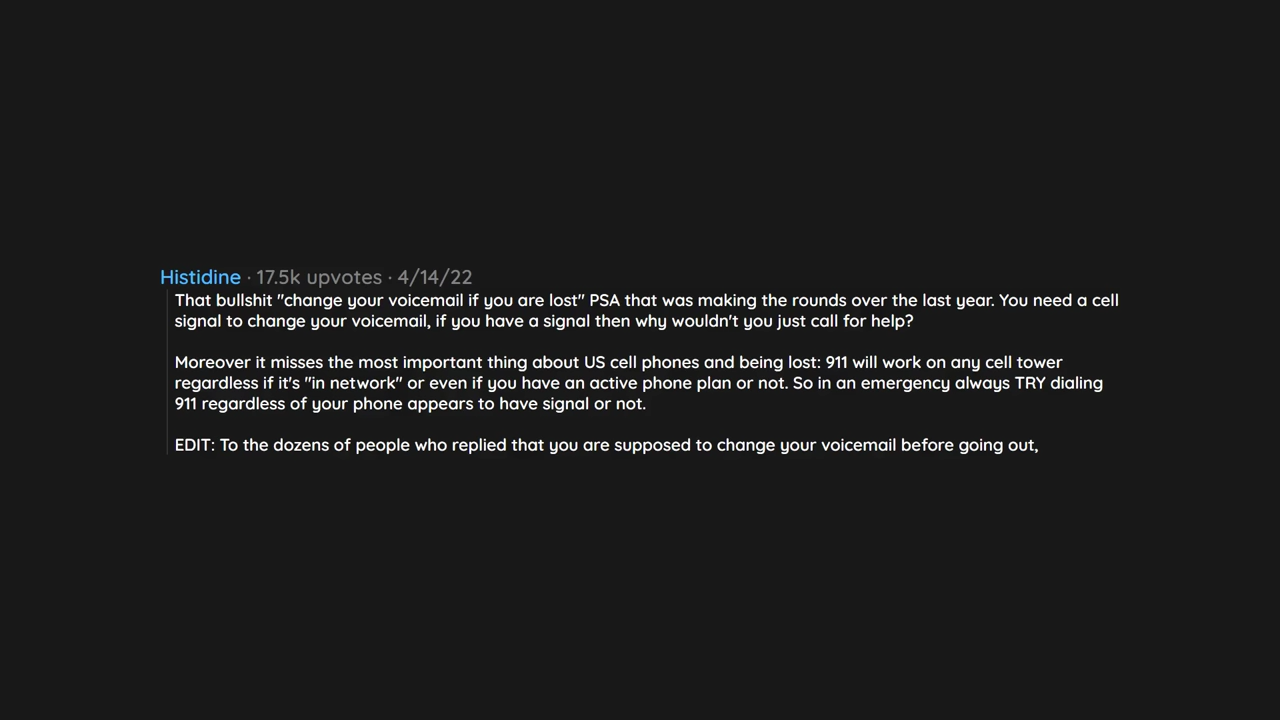 Histidine · 17.5k upvotes · 4/14/22
That bullshit "change your voicemail if you are lost" PSA that was making the rounds over the last year. You need a cell
signal to change your voicemail, if you have a signal then why wouldn't you just call for help?
Moreover it misses the most important thing about US cell phones and being lost: 911 will work on any cell tower
regardless if it's "in network" or even if you have an active phone plan or not. So in an emergency always TRY dialing
911 regardless of your phone appears to have signal or not.
EDIT: To the dozens of people who replied that you are supposed to change your voicemail before going out,